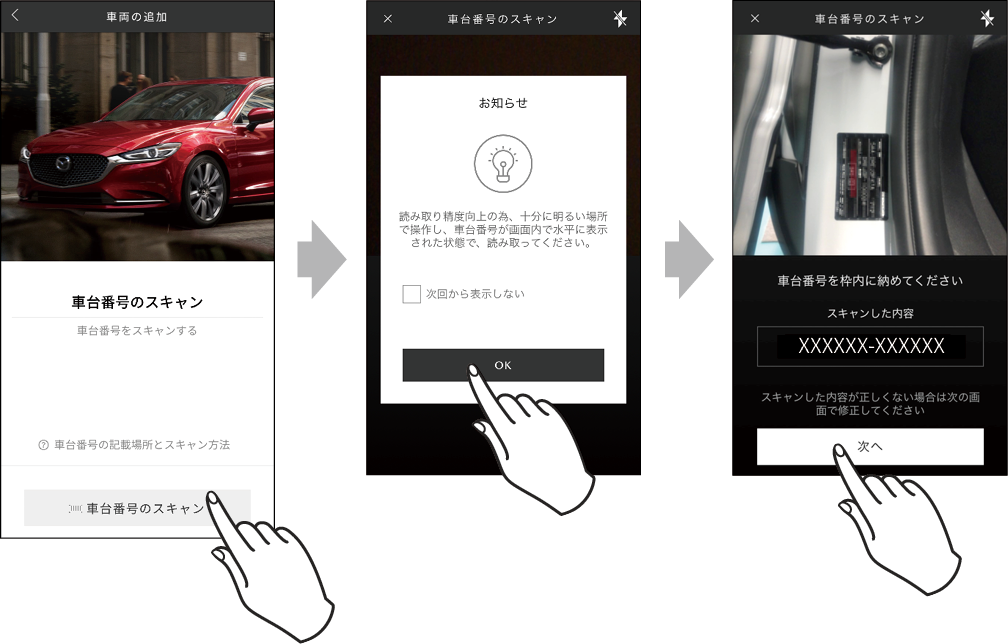 車両の追加
車台番号のスキャン
車台番号をスキャンする
車台番号の記載場所とスキャン方法
車台番号のスキャン
車台番号のスキャン
お知らせ
読み取り精度向上の為、十分に明るい場所
で操作し、車台番号が画面内で水平に表示
された状態で、読み取ってください。
次回から表示しない
OK
車台番号のスキャン
車台番号を枠内に納めてください
スキャンした内容
XXXXXX-XXXXXX
スキャンした内容が正しくない場合は次の画
面で修正してください
次へ